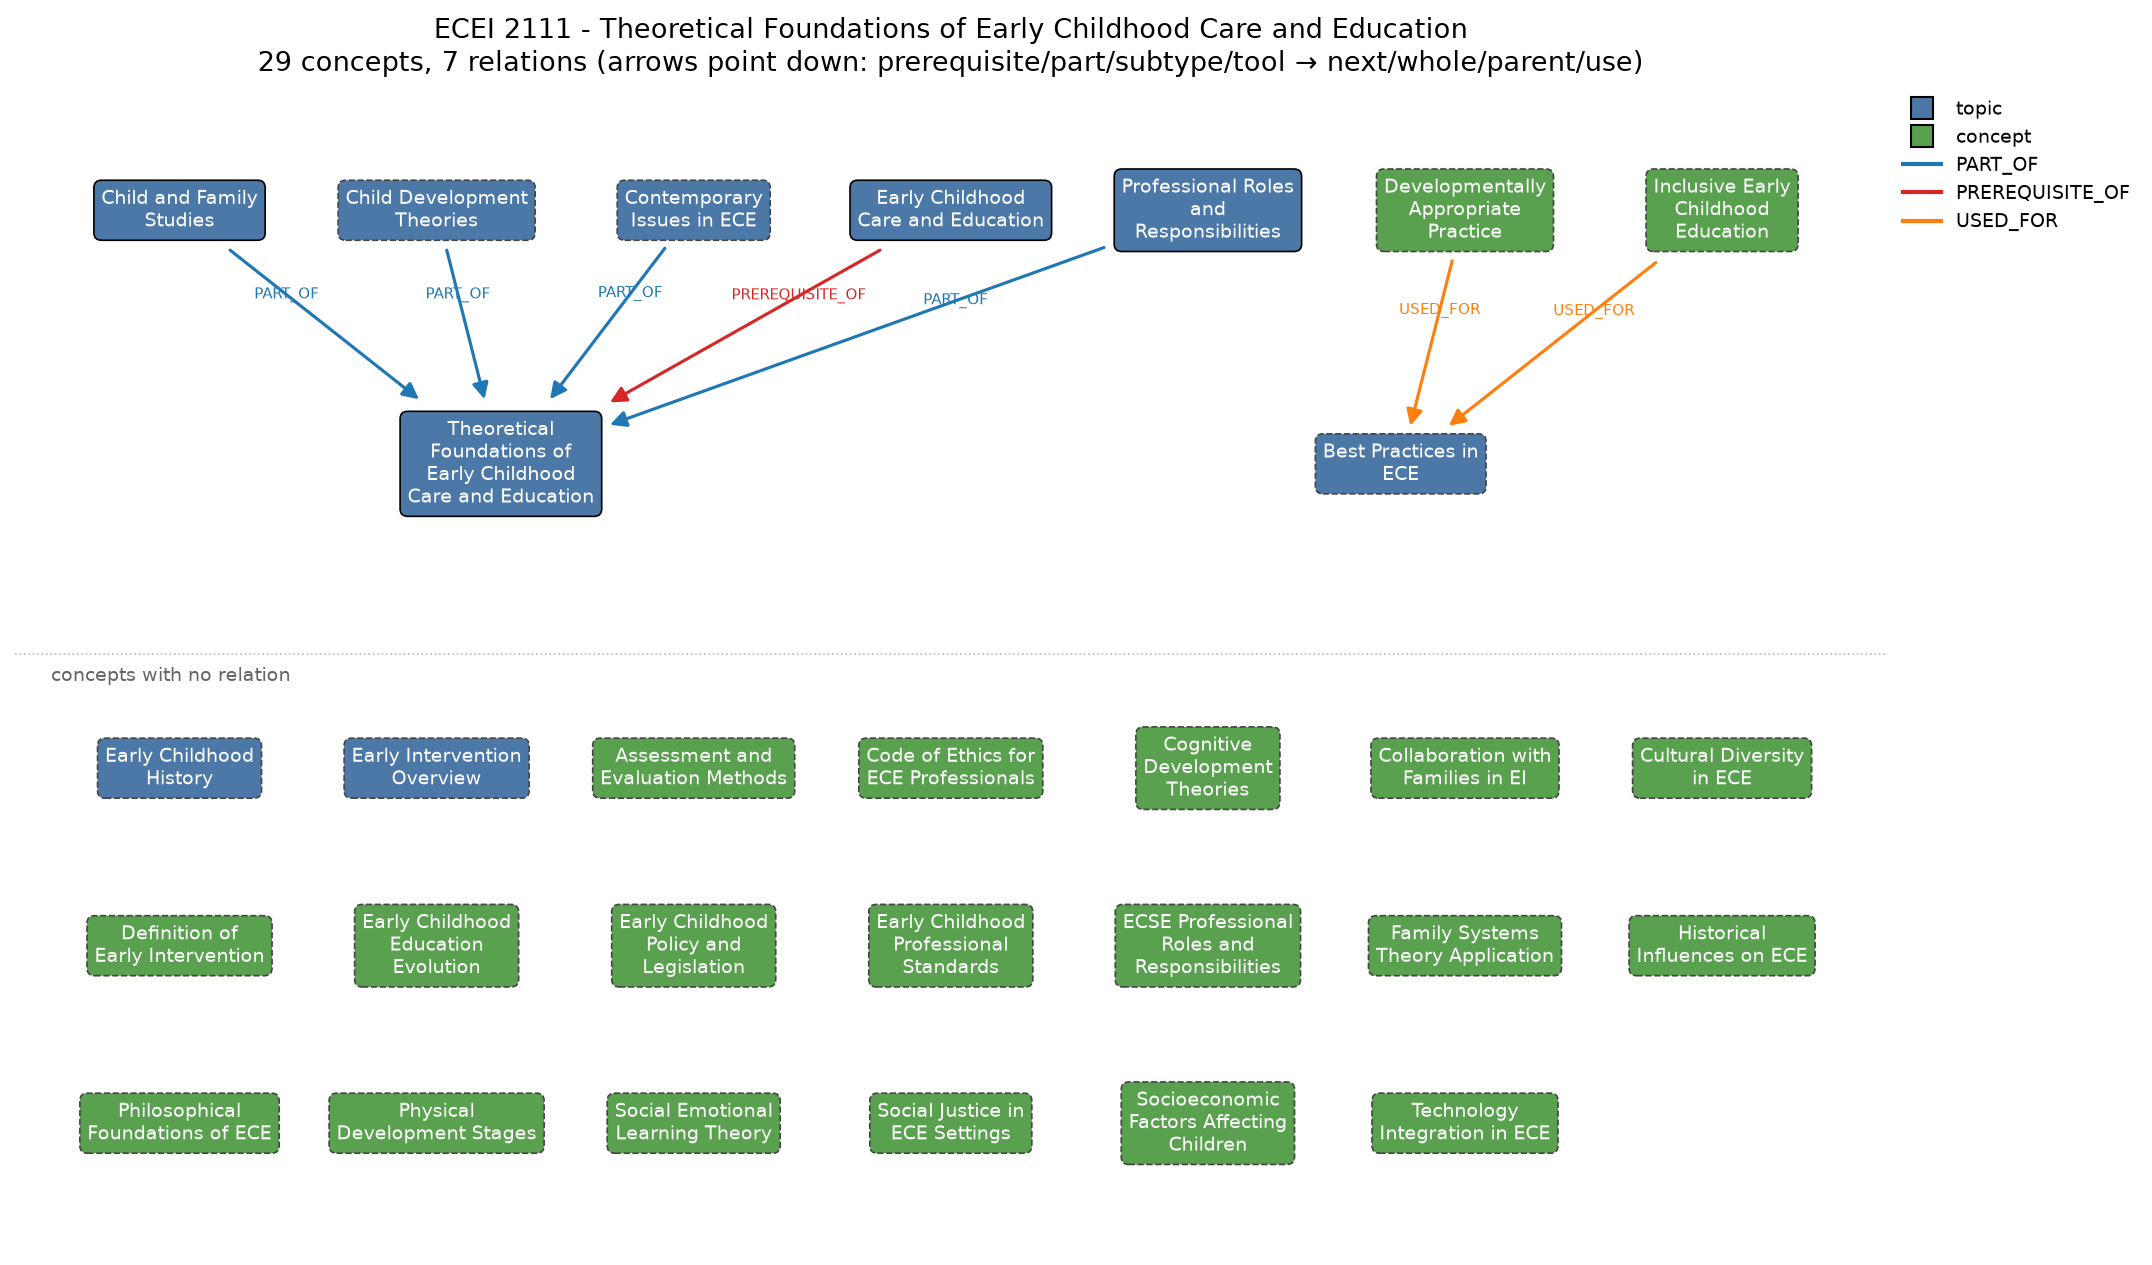 ECEI 2111 - Theoretical Foundations of Early Childhood Care and Education
29 concepts, 7 relations (arrows point down: prerequisite/part/subtype/tool → next/whole/parent/use)
topic
concept
PART_OF
PREREQUISITE_OF
USED_FOR
Child and Family
Studies
Child Development
Theories
Contemporary
Issues in ECE
Early Childhood
Care and Education
Professional Roles
and
Responsibilities
Developmentally
Appropriate
Practice
Inclusive Early
Childhood
Education
PART_OF
PART_OF
PART_OF
PREREQUISITE_OF
PART_OF
USED_FOR
USED_FOR
Theoretical
Foundations of
Early Childhood
Care and Education
Best Practices in
ECE
concepts with no relation
Early Childhood
History
Early Intervention
Overview
Assessment and
Evaluation Methods
Code of Ethics for
ECE Professionals
Cognitive
Development
Theories
Collaboration with
Families in EI
Cultural Diversity
in ECE
Definition of
Early Intervention
Early Childhood
Education
Evolution
Early Childhood
Policy and
Legislation
Early Childhood
Professional
Standards
ECSE Professional
Roles and
Responsibilities
Family Systems
Theory Application
Historical
Influences on ECE
Philosophical
Foundations of ECE
Physical
Development Stages
Social Emotional
Learning Theory
Social Justice in
ECE Settings
Socioeconomic
Factors Affecting
Children
Technology
Integration in ECE